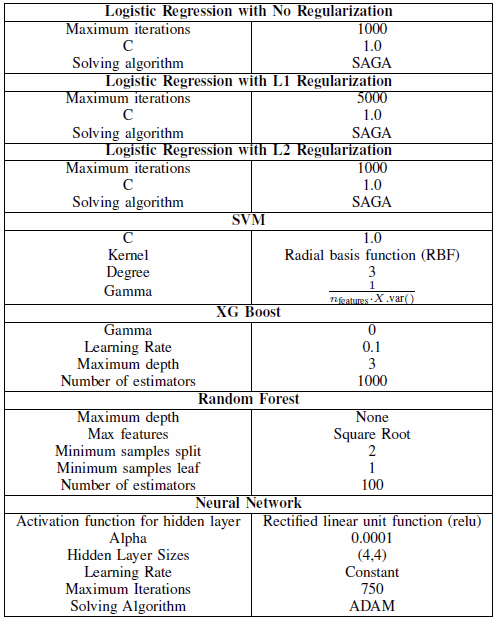 Logistic Regression with No Regularization
Maximum iterations 1000
C 1.0
Solving algorithm SAGA
Logistic Regression with L1 Regularization
Maximum iterations 5000
C 1.0
Solving algorithm SAGA
Logistic Regression with L2 Regularization
Maximum iterations 1000
C 1.0
Solving algorithm SAGA
SVM
C 1.0
Kernel Radial basis function (RBF)
Degree 3
Gamma 1 / n_features · X.var()
XG Boost
Gamma 0
Learning Rate 0.1
Maximum depth 3
Number of estimators 1000
Random Forest
Maximum depth None
Max features Square Root
Minimum samples split 2
Minimum samples leaf 1
Number of estimators 100
Neural Network
Activation function for hidden layer Rectified linear unit function (relu)
Alpha 0.0001
Hidden Layer Sizes (4,4)
Learning Rate Constant
Maximum Iterations 750
Solving Algorithm ADAM